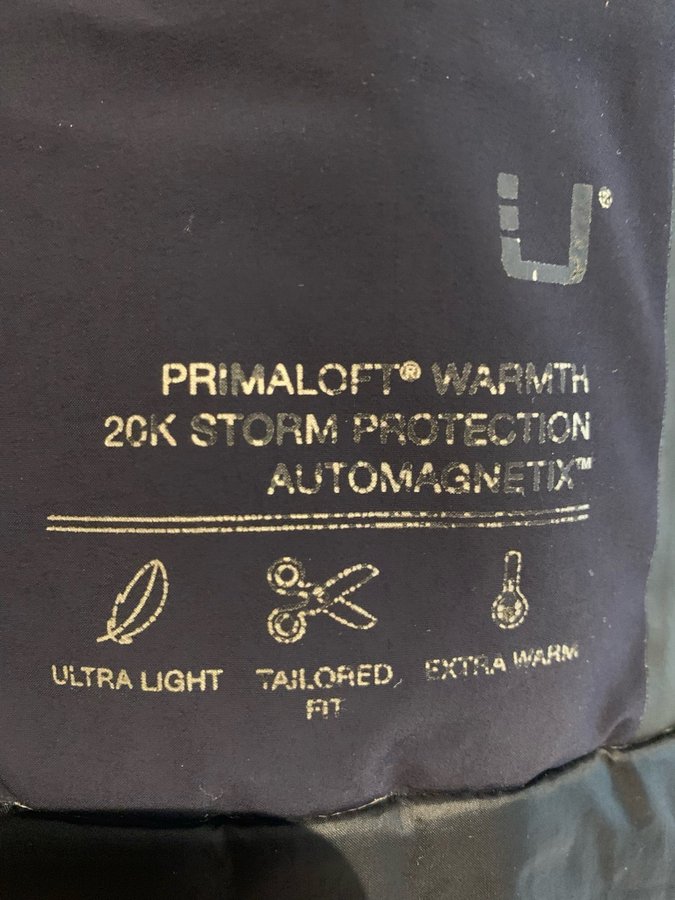 Ü®
PRIMALOFT® WARMTH
20K STORM PROTECTION
AUTOMAGNETIX™
ULTRA LIGHT
TAILORED
FIT
EXTRA WARM